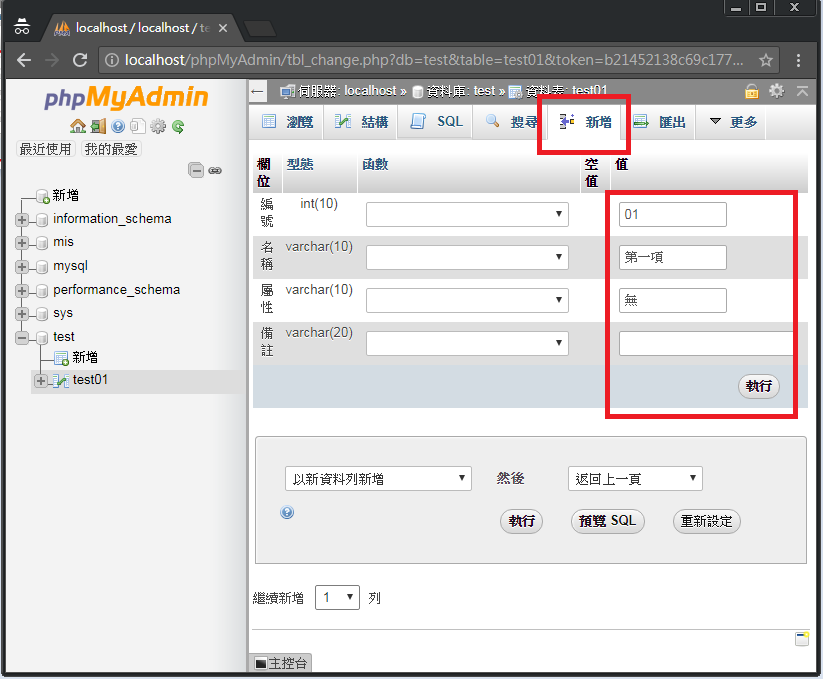 localhost / localhost / te
localhost/phpMyAdmin/tbl_change.php?db=test&table=test01&token=b21452138c69c177...
phpMyAdmin
最近使用 我的最愛
新增
information_schema
mis
mysql
performance_schema
sys
test
新增
test01
伺服器: localhost » 資料庫: test » 資料表: test01
瀏覽 結構 SQL 搜尋 新增 匯出 更多
欄位 型態 函數 空值 值
編號 int(10) 01
名稱 varchar(10) 第一項
屬性 varchar(10) 無
備註 varchar(20)
執行
以新資料列新增 然後 返回上一頁
執行 預覽 SQL 重新設定
繼續新增 1 列
主控台